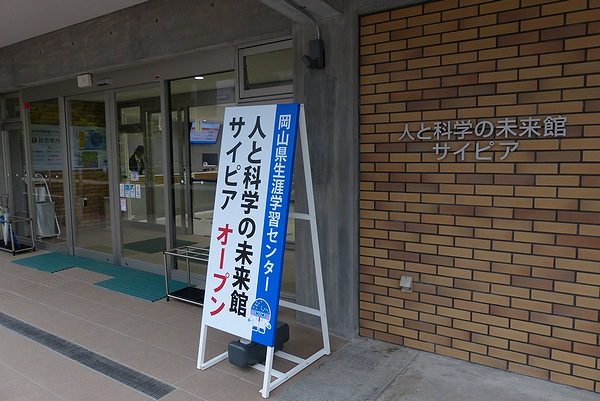 岡山県生涯学習センター
人と科学の未来館
サイピア オープン
人と科学の未来館
サイピア